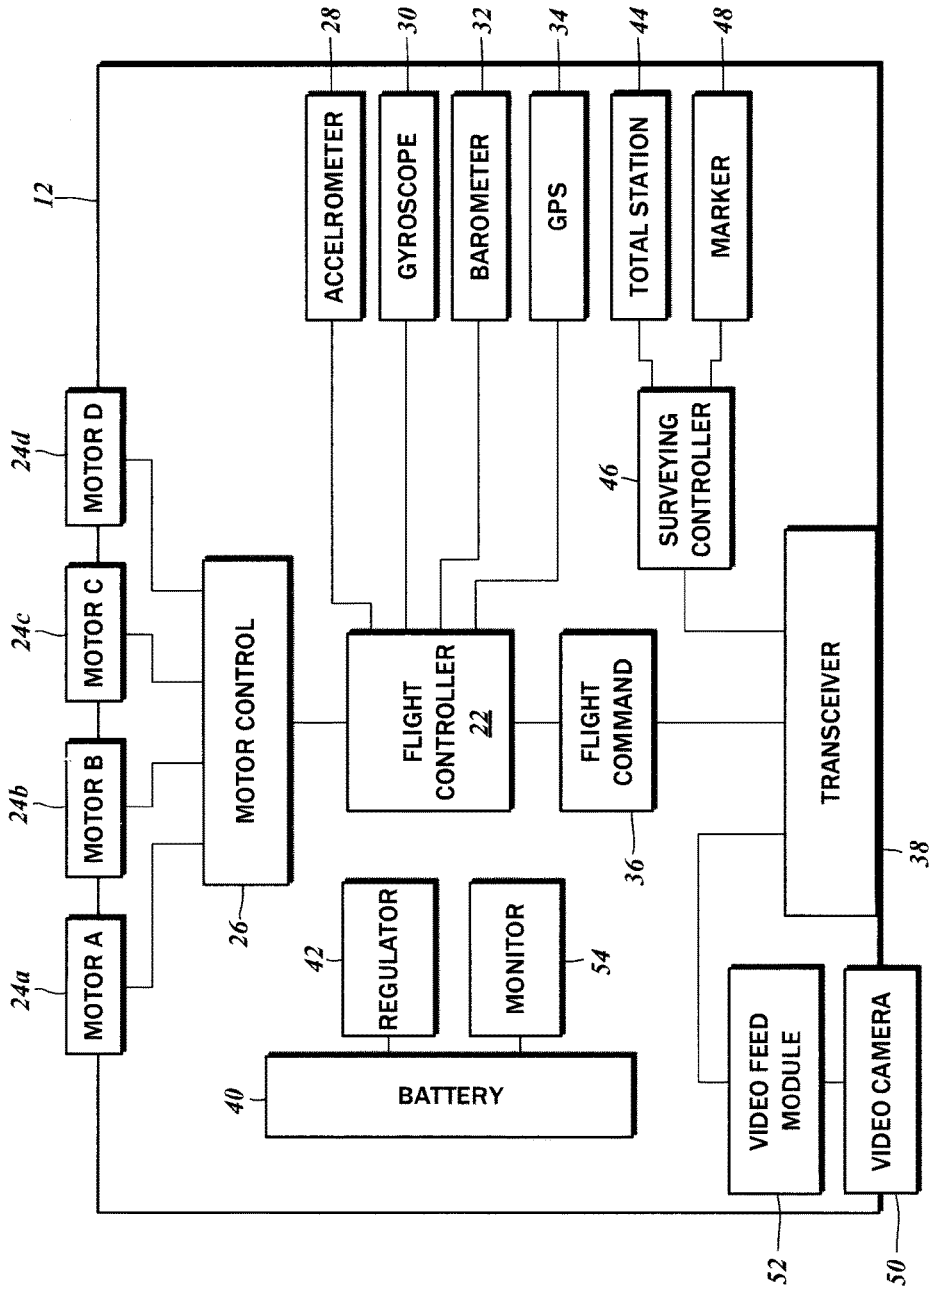 24a
24b
24c
24d
12
MOTOR A
MOTOR B
MOTOR C
MOTOR D
26
MOTOR CONTROL
40
BATTERY
42
REGULATOR
MONITOR
54
FLIGHT
CONTROLLER
22
ACCELROMETER
28
GYROSCOPE
30
BAROMETER
32
GPS
34
FLIGHT
COMMAND
36
46
SURVEYING
CONTROLLER
TOTAL STATION
44
MARKER
48
52
VIDEO FEED
MODULE
TRANSCEIVER
38
50
VIDEO CAMERA